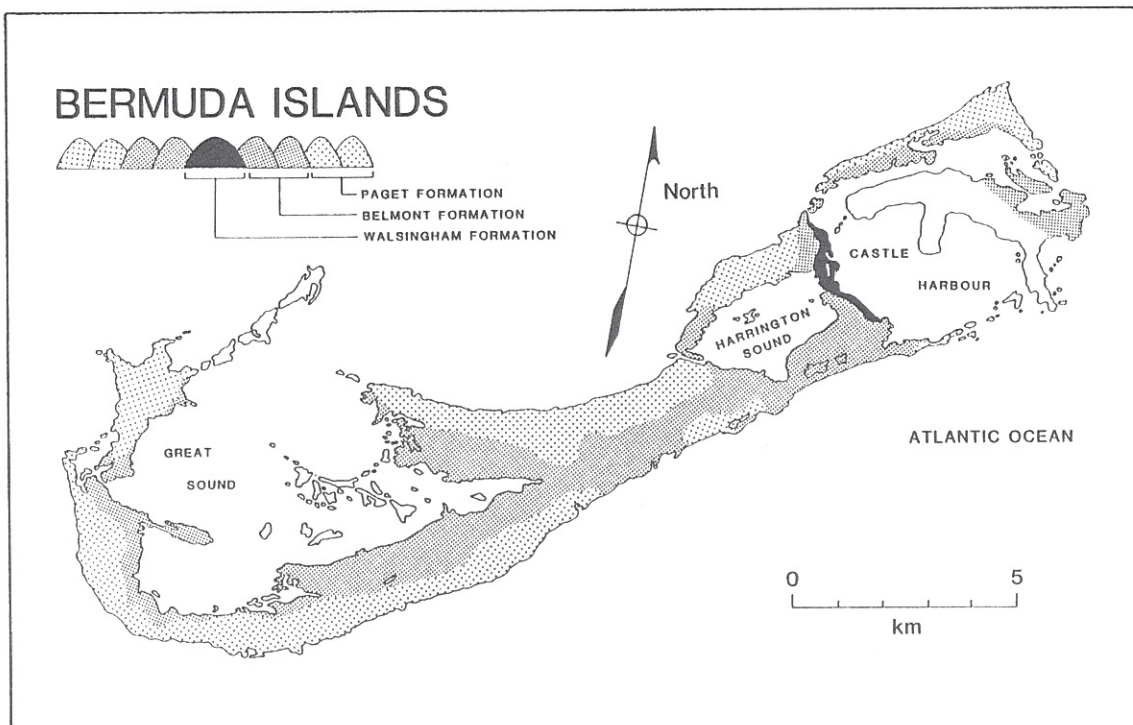 BERMUDA ISLANDS
PAGET FORMATION
BELMONT FORMATION
WALSINGHAM FORMATION
North
CASTLE
HARBOUR
HARRINGTON
SOUND
GREAT
SOUND
ATLANTIC OCEAN
0 5
km